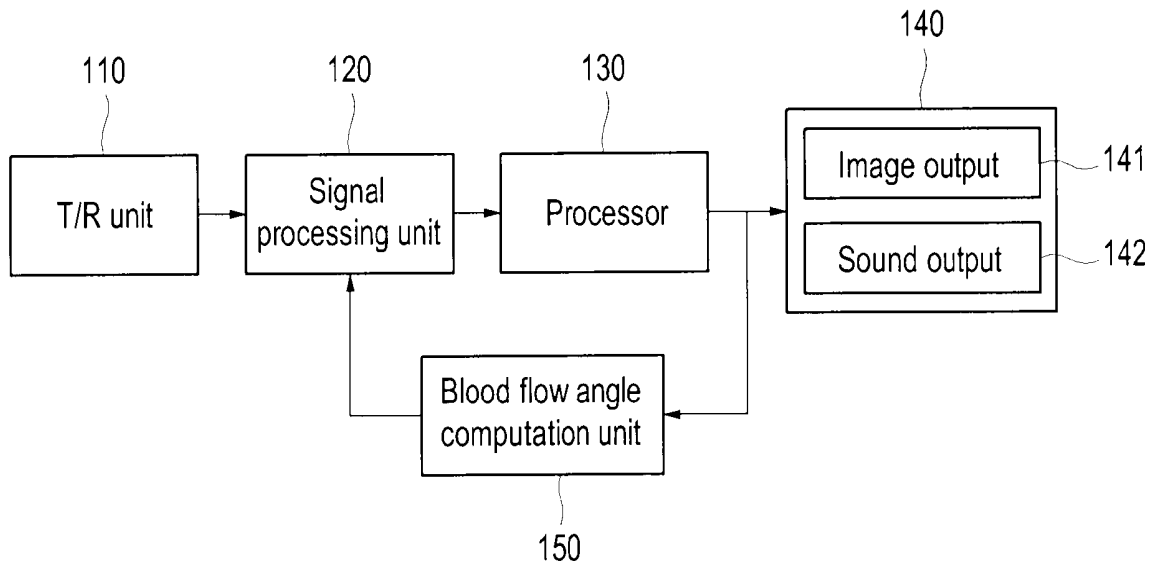 110
120
130
140
T/R unit
Signal
processing unit
Processor
Image output
141
Sound output
142
Blood flow angle
computation unit
150